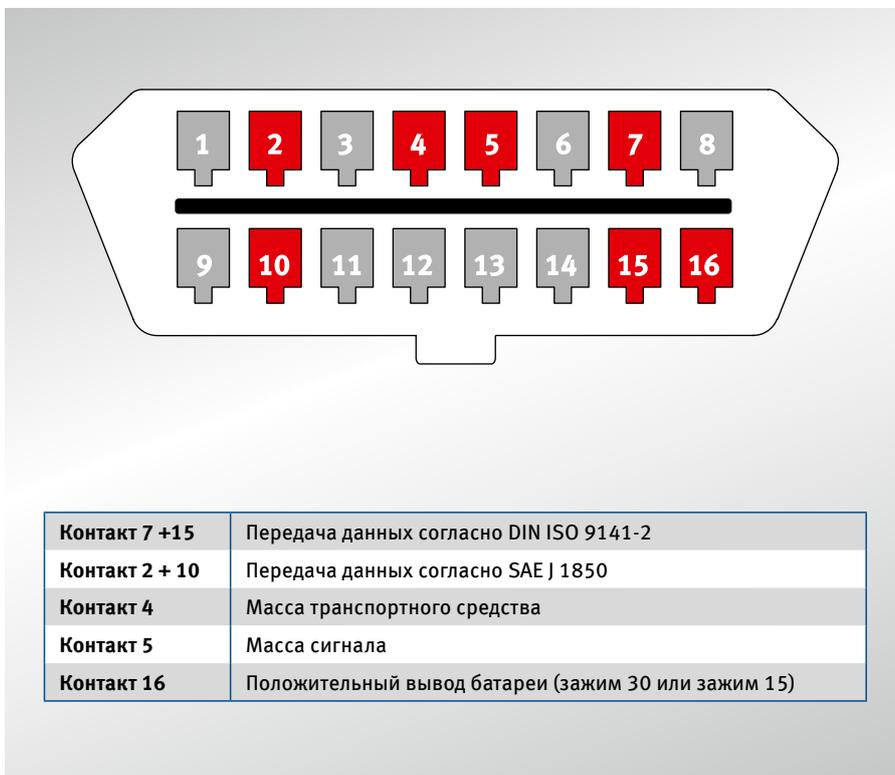 1 2 3 4 5 6 7 8
9 10 11 12 13 14 15 16
Контакт 7 +15 Передача данных согласно DIN ISO 9141-2
Контакт 2 + 10 Передача данных согласно SAE J 1850
Контакт 4 Масса транспортного средства
Контакт 5 Масса сигнала
Контакт 16 Положительный вывод батареи (зажим 30 или зажим 15)